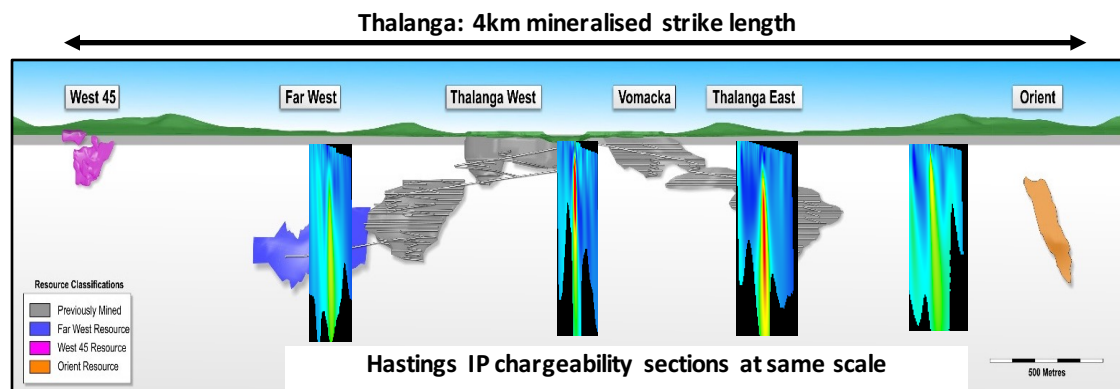 Thalanga: 4km mineralised strike length
West 45
Far West
Thalanga West
Vomacka
Thalanga East
Orient
Resource Classifications
Previously Mined
Far West Resource
West 45 Resource
Orient Resource
Hastings IP chargeability sections at same scale
500 Metres